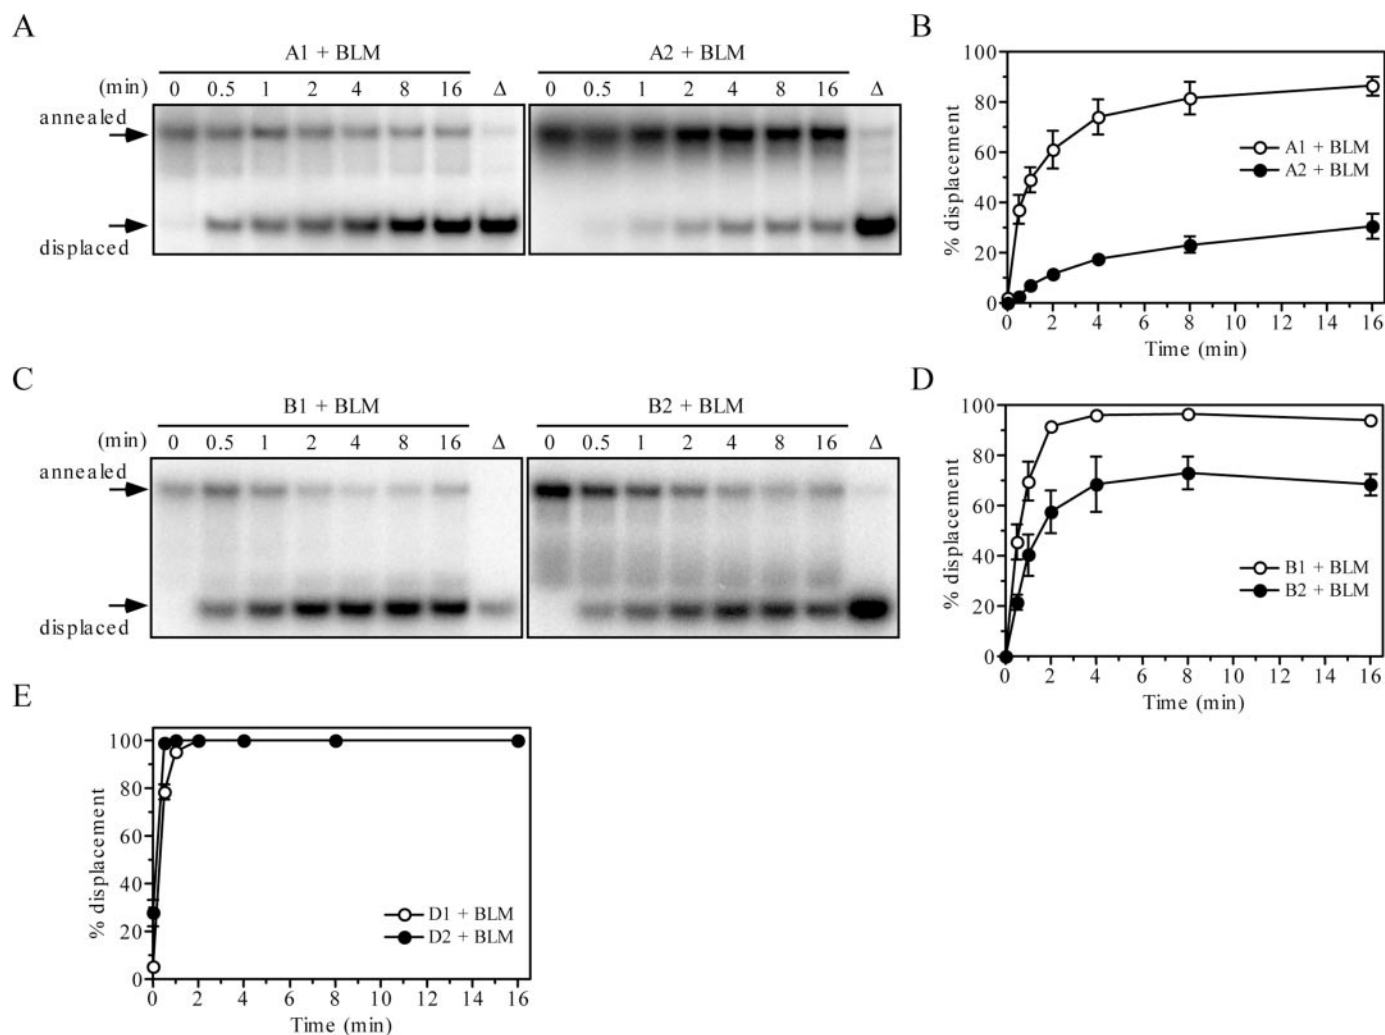 A
A1 + BLM
A2 + BLM
(min) 0 0.5 1 2 4 8 16 Δ 0 0.5 1 2 4 8 16 Δ
annealed
displaced
B
100
80
60
40
20
0
% displacement
A1 + BLM
A2 + BLM
0 2 4 6 8 10 12 14 16
Time (min)
C
B1 + BLM
B2 + BLM
(min) 0 0.5 1 2 4 8 16 Δ 0 0.5 1 2 4 8 16 Δ
annealed
displaced
D
100
80
60
40
20
0
% displacement
B1 + BLM
B2 + BLM
0 2 4 6 8 10 12 14 16
Time (min)
E
100
80
60
40
20
0
% displacement
D1 + BLM
D2 + BLM
0 2 4 6 8 10 12 14 16
Time (min)